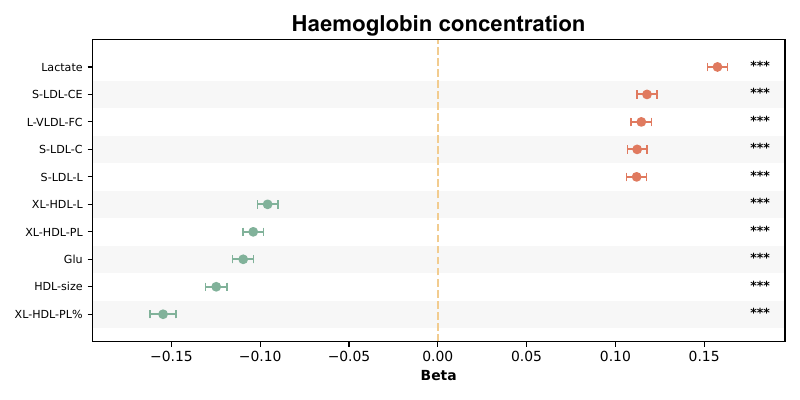 Haemoglobin concentration
Lactate ***
S-LDL-CE ***
L-VLDL-FC ***
S-LDL-C ***
S-LDL-L ***
XL-HDL-L ***
XL-HDL-PL ***
Glu ***
HDL-size ***
XL-HDL-PL% ***
−0.15 −0.10 −0.05 0.00 0.05 0.10 0.15
Beta